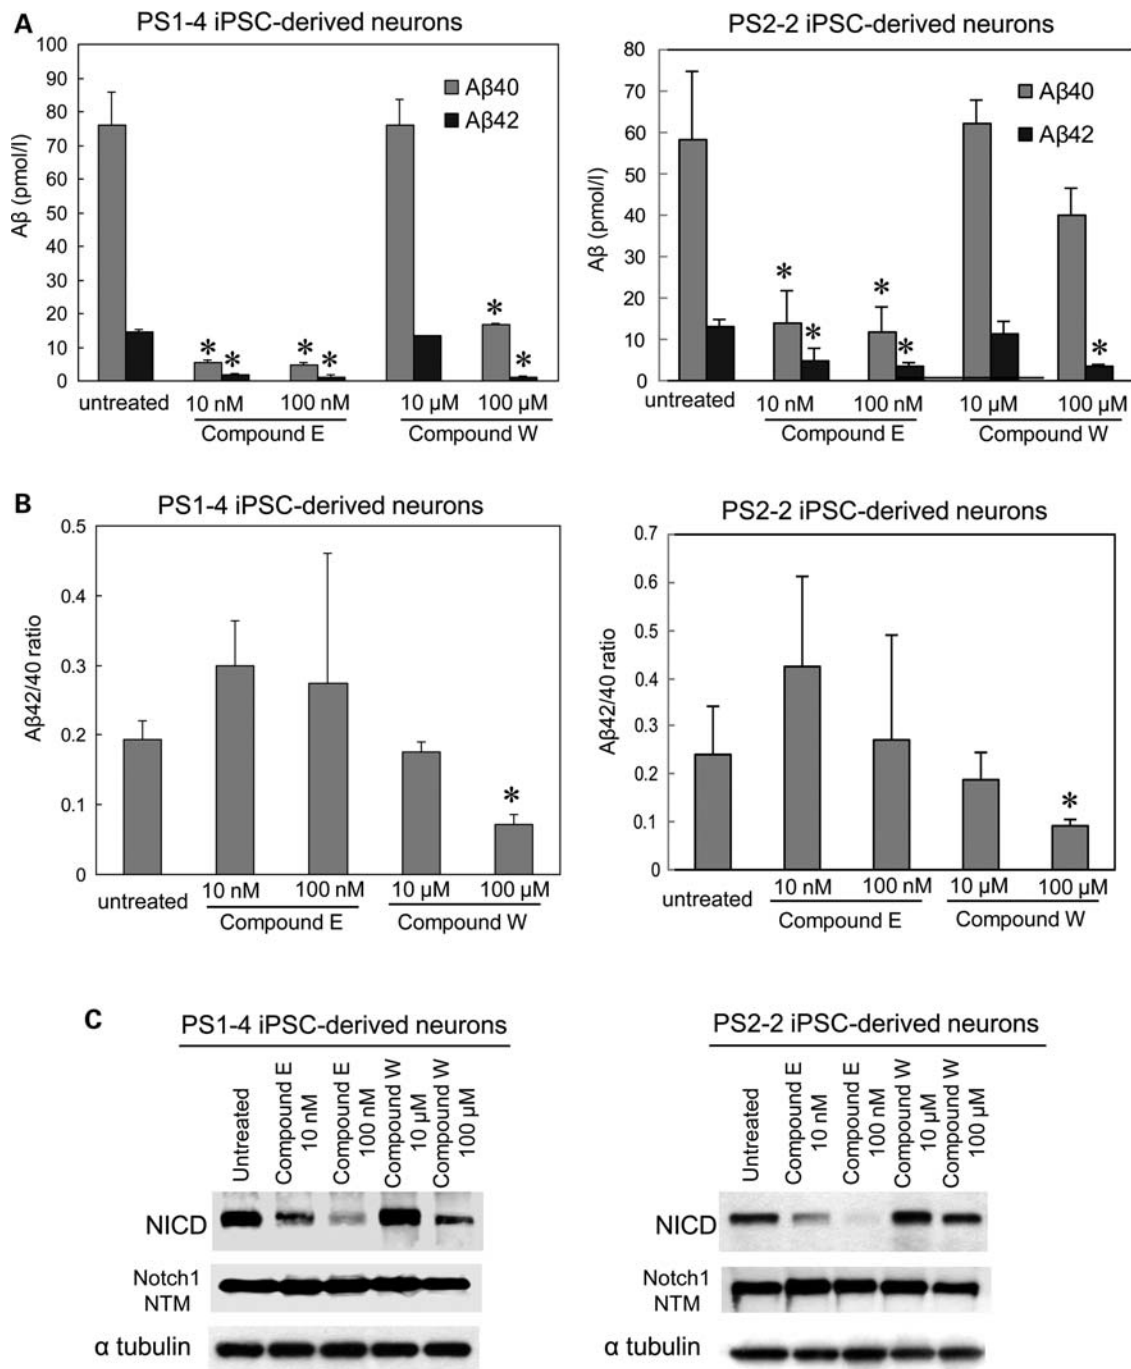 A
PS1-4 iPSC-derived neurons
100
90
80
70
60
50
40
30
20
10
0
Aβ (pmol/l)
Aβ40
Aβ42
* * * * * *
untreated
10 nM 100 nM 10 µM 100 µM
Compound E Compound W
PS2-2 iPSC-derived neurons
80
70
60
50
40
30
20
10
0
Aβ (pmol/l)
Aβ40
Aβ42
* * * * *
untreated
10 nM 100 nM 10 µM 100 µM
Compound E Compound W
B
PS1-4 iPSC-derived neurons
0.5
0.4
0.3
0.2
0.1
0
Aβ42/40 ratio
*
untreated
10 nM 100 nM 10 µM 100 µM
Compound E Compound W
PS2-2 iPSC-derived neurons
0.7
0.6
0.5
0.4
0.3
0.2
0.1
0
Aβ42/40 ratio
*
untreated
10 nM 100 nM 10 µM 100 µM
Compound E Compound W
C
PS1-4 iPSC-derived neurons
Untreated
Compound E
10 nM
Compound E
100 nM
Compound W
10 µM
Compound W
100 µM
NICD
Notch1
NTM
α tubulin
PS2-2 iPSC-derived neurons
Untreated
Compound E
10 nM
Compound E
100 nM
Compound W
10 µM
Compound W
100 µM
NICD
Notch1
NTM
α tubulin